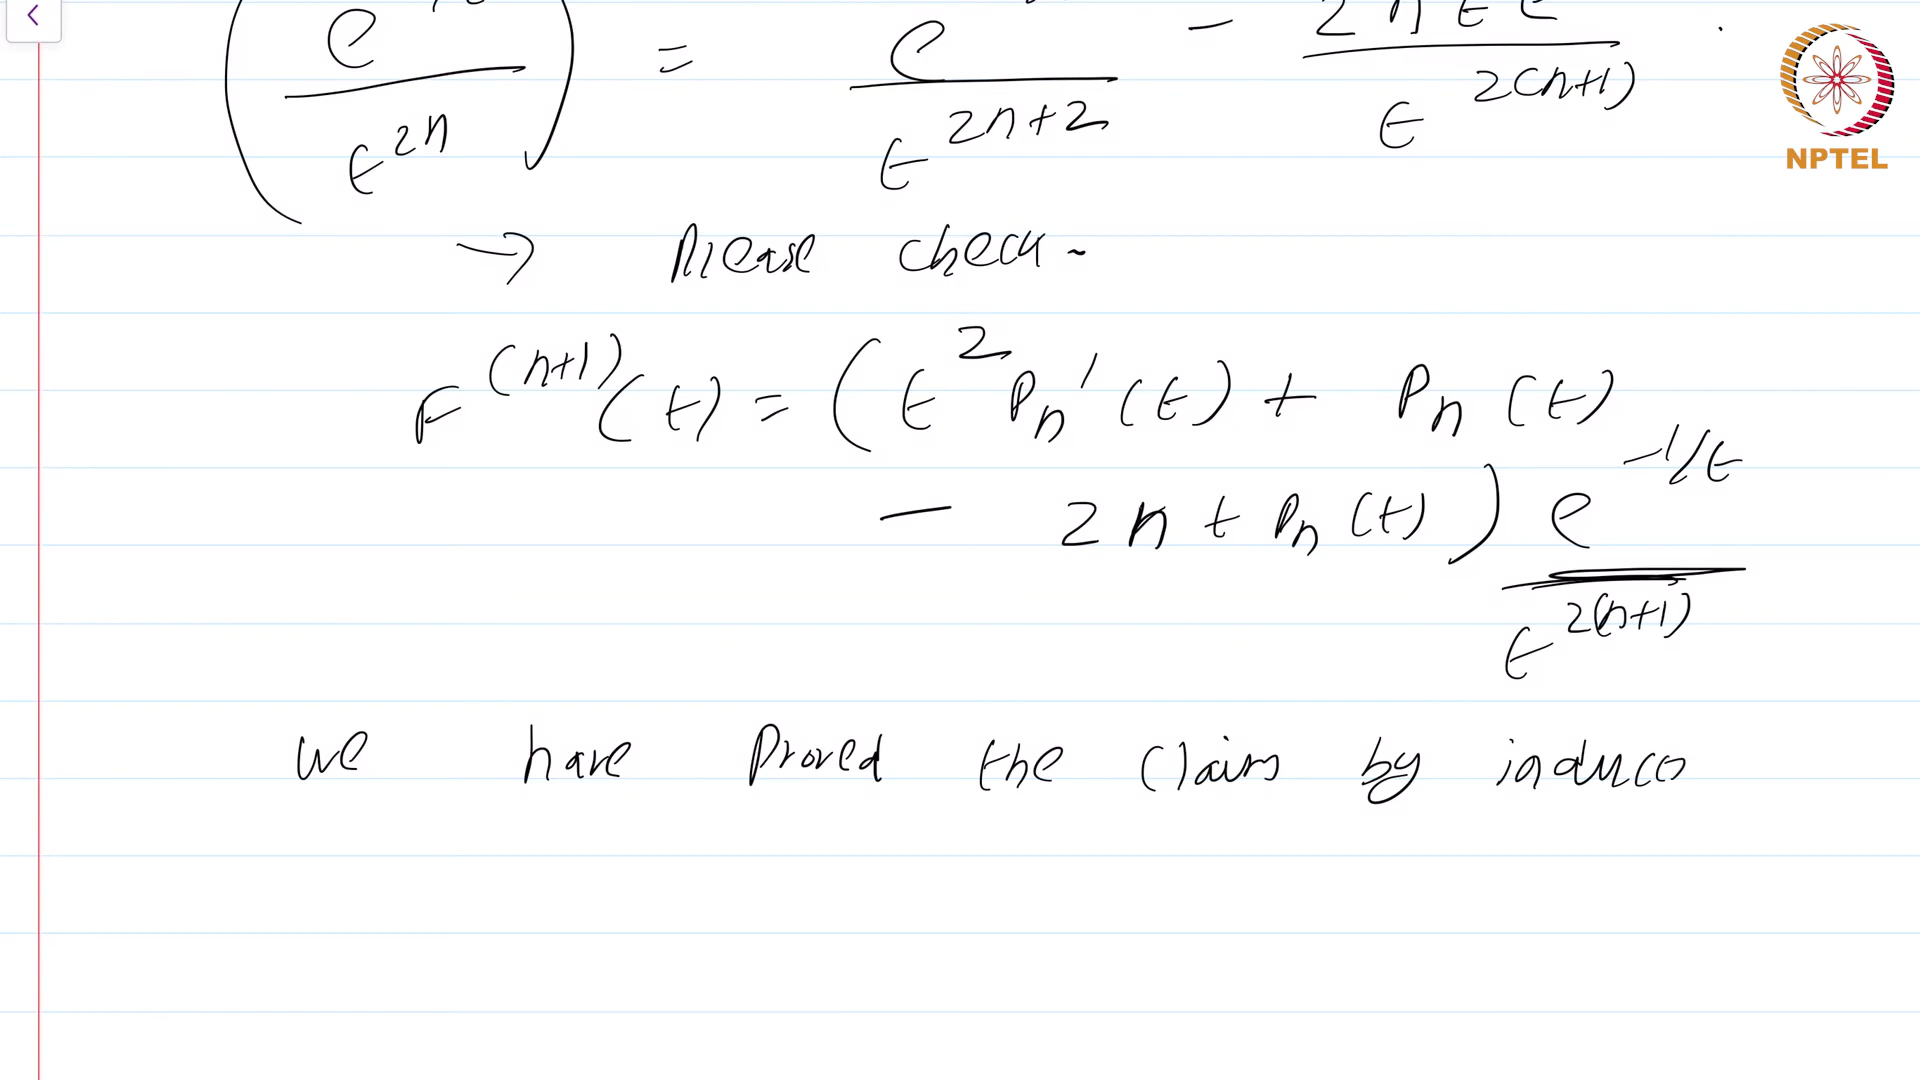 ( e / t^{2n} ) = e / t^{2n+2} - 2n t e / t^{2(n+1)}
NPTEL
→ Please check.
F^{(n+1)}(t) = ( t^2 P_n'(t) + P_n(t)
- 2n t P_n(t) ) e^{-1/t} / t^{2(n+1)}
we have proved the claim by